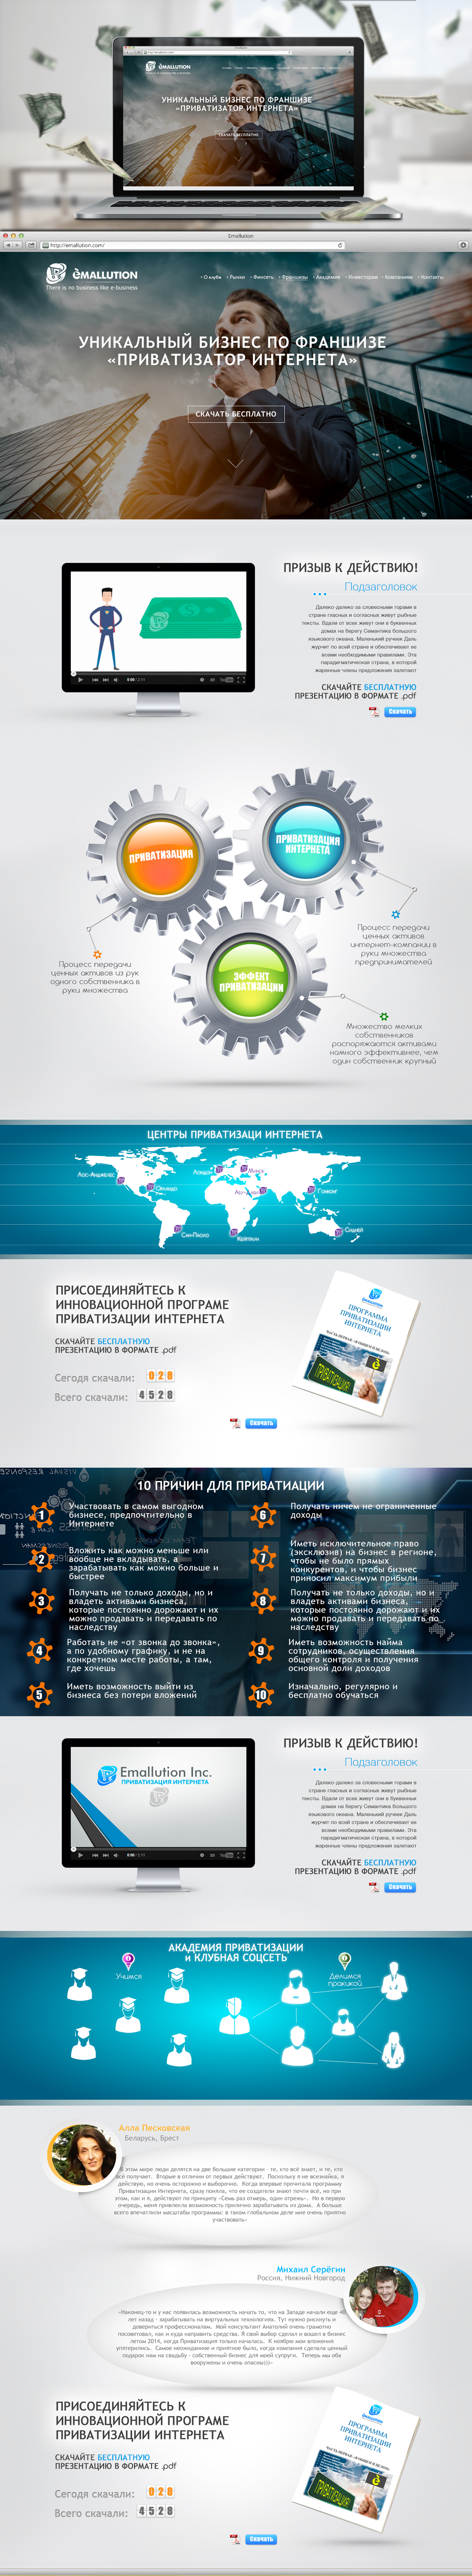 Emallution
èMALLUTION
УНИКАЛЬНЫЙ БИЗНЕС ПО ФРАНШИЗЕ
«ПРИВАТИЗАТОР ИНТЕРНЕТА»
СКАЧАТЬ БЕСПЛАТНО
Emallution
http://emallution.com/
èMALLUTION
There is no business like e-business
О клубе Рынки Финсеть Франшизы Академия Инвесторам Компаниям Контакты
УНИКАЛЬНЫЙ БИЗНЕС ПО ФРАНШИЗЕ
«ПРИВАТИЗАТОР ИНТЕРНЕТА»
СКАЧАТЬ БЕСПЛАТНО
ПРИЗЫВ К ДЕЙСТВИЮ!
Подзаголовок
Далеко-далеко за словесными горами в
стране гласных и согласных живут рыбные
тексты. Вдали от всех живут они в буквенных
домах на берегу Семантика большого
языкового океана. Маленький ручеек Даль
журчит по всей стране и обеспечивает ее
всеми необходимыми правилами. Эта
парадигматическая страна, в которой
жаренные члены предложения залетают
0:00 / 2:11
YouTube
СКАЧАЙТЕ БЕСПЛАТНУЮ
ПРЕЗЕНТАЦИЮ В ФОРМАТЕ .pdf
Скачать
ПРИВАТИЗАЦИЯ
ПРИВАТИЗАЦИЯ
ИНТЕРНЕТА
ЭФФЕКТ
ПРИВАТИЗАЦИИ
Процесс передачи
ценных активов
интернет-компании в
руки множества
предпринимателей
Процесс передачи
ценных активов из рук
одного собственника в
руки множества
Множество мелких
собственников
распоряжаются активами
намного эффективнее, чем
один собственник крупный
ЦЕНТРЫ ПРИВАТИЗАЦИ ИНТЕРНЕТА
Лос-Анджелес
Орландо
Лондон
Минск
Гонконг
Сан-Паоло
Кейптаун
Сидней
ПРИСОЕДИНЯЙТЕСЬ К
ИННОВАЦИОННОЙ ПРОГРАМЕ
ПРИВАТИЗАЦИИ ИНТЕРНЕТА
СКАЧАЙТЕ БЕСПЛАТНУЮ
ПРЕЗЕНТАЦИЮ В ФОРМАТЕ .pdf
Сегодя скачали: 028
Всего скачали: 4528
Скачать
Emallution
ПРОГРАММА
ПРИВАТИЗАЦИИ
ИНТЕРНЕТА
10 ПРИЧИН ДЛЯ ПРИВАТИАЦИИ
1 Участвовать в самом выгодном
бизнесе, предпочтительно в
Интернете
2 Вложить как можно меньше или
вообще не вкладывать, а
зарабатывать как можно больше и
быстрее
3 Получать не только доходы, но и
владеть активами бизнеса,
которые постоянно дорожают и их
можно продавать и передавать по
наследству
4 Работать не «от звонка до звонка»,
а по удобному графику, и не на
конкретном месте работы, а там,
где хочешь
5 Иметь возможность выйти из
бизнеса без потери вложений
6 Получать ничем не ограниченные
доходы
7 Иметь исключительное право
(эксклюзив) на бизнес в регионе,
чтобы не было прямых
конкурентов, и чтобы бизнес
приносил максимум прибыли
8 Получать не только доходы, но и
владеть активами бизнеса,
которые постоянно дорожают и их
можно продавать и передавать по
наследству
9 Иметь возможность найма
сотрудников, осуществления
общего контроля и получения
основной доли доходов
10 Изначально, регулярно и
бесплатно обучаться
Emallution Inc.
ПРИВАТИЗАЦИЯ ИНТЕРНЕТА
0:00 / 2:11
YouTube
ПРИЗЫВ К ДЕЙСТВИЮ!
Подзаголовок
Далеко-далеко за словесными горами в
стране гласных и согласных живут рыбные
тексты. Вдали от всех живут они в буквенных
домах на берегу Семантика большого
языкового океана. Маленький ручеек Даль
журчит по всей стране и обеспечивает ее
всеми необходимыми правилами. Эта
парадигматическая страна, в которой
жаренные члены предложения залетают
СКАЧАЙТЕ БЕСПЛАТНУЮ
ПРЕЗЕНТАЦИЮ В ФОРМАТЕ .pdf
Скачать
АКАДЕМИЯ ПРИВАТИЗАЦИИ
и КЛУБНАЯ СОЦСЕТЬ
Учимся
Делимся
практикой
Алла Песковская
Беларусь, Брест
этом мире люди делятся на две большие категории - те, кто всё знает, и те, кто
всё получает. Вторые в отличии от первых действуют. Поскольку я не всезнайка, я
действую, но очень осторожно и выборочно. Когда впервые прочитала программу
Приватизации Интернета, сразу поняла, что ее создатели знают почти всё, но при
этом, как и я, действуют по принципу «Семь раз отмерь, один отрежь». Но в первую
очередь, меня привлекла возможность прилично зарабатывать из дома. А больше
всего впечатлили масштабы программы: в таком глобальном деле мне очень приятно
участвовать»
Михаил Серёгин
Россия, Нижний Новгород
«Наконец-то и у нас появилась возможность начать то, что на Западе начали еще 40
лет назад - зарабатывать на виртуальных технологиях. Тут нужно рискнуть и
довериться профессионалам. Мой консультант Анатолий очень грамотно
посоветовал, как и куда направить средства. Я свой выбор сделал и вошел в бизнес
летом 2014, когда Приватизация только началась. К ноябрю мои вложения
утятерились. Самое неожиданное и приятное было, когда компания сделала ценный
подарок нам на свадьбу - собственный бизнес для моей супруги. Теперь мы оба
вооружены и очень опасны)))»
ПРИСОЕДИНЯЙТЕСЬ К
ИННОВАЦИОННОЙ ПРОГРАМЕ
ПРИВАТИЗАЦИИ ИНТЕРНЕТА
СКАЧАЙТЕ БЕСПЛАТНУЮ
ПРЕЗЕНТАЦИЮ В ФОРМАТЕ .pdf
Сегодя скачали: 028
Всего скачали: 4528
Скачать
Emallution
ПРОГРАММА
ПРИВАТИЗАЦИИ
ИНТЕРНЕТА